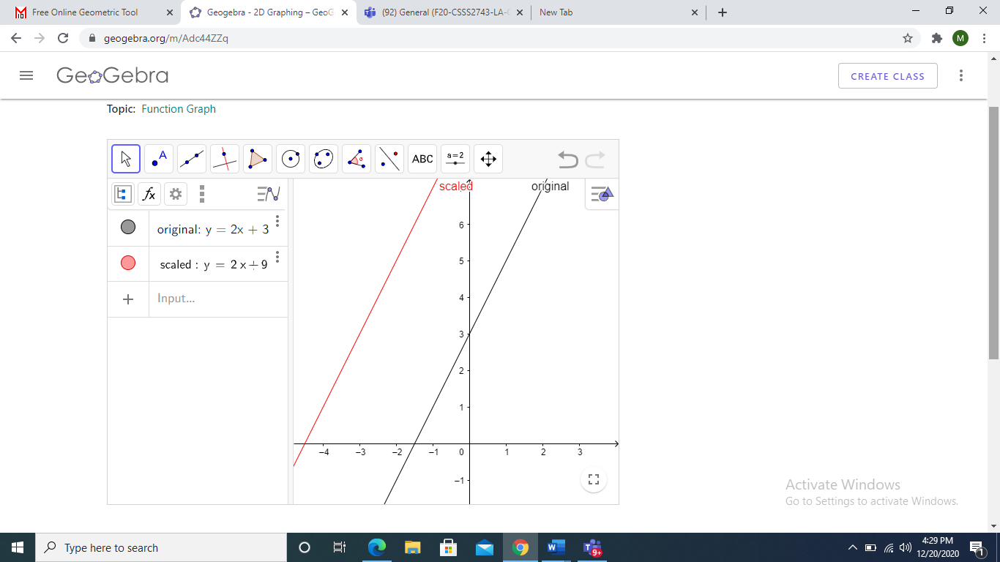 Free Online Geometric Tool
Geogebra - 2D Graphing – GeoG
(92) General (F20-CSSS2743-LA-
New Tab
geogebra.org/m/Adc44ZZq
M
GeoGebra
CREATE CLASS
Topic: Function Graph
A
α
ABC
a=2
fx
original: y = 2x + 3
scaled : y = 2 x + 9
+ Input...
scaled
original
6
5
4
3
2
1
–4 –3 –2 –1 0 1 2 3
–1
Activate Windows
Go to Settings to activate Windows.
Type here to search
9+
4:29 PM
12/20/2020
1